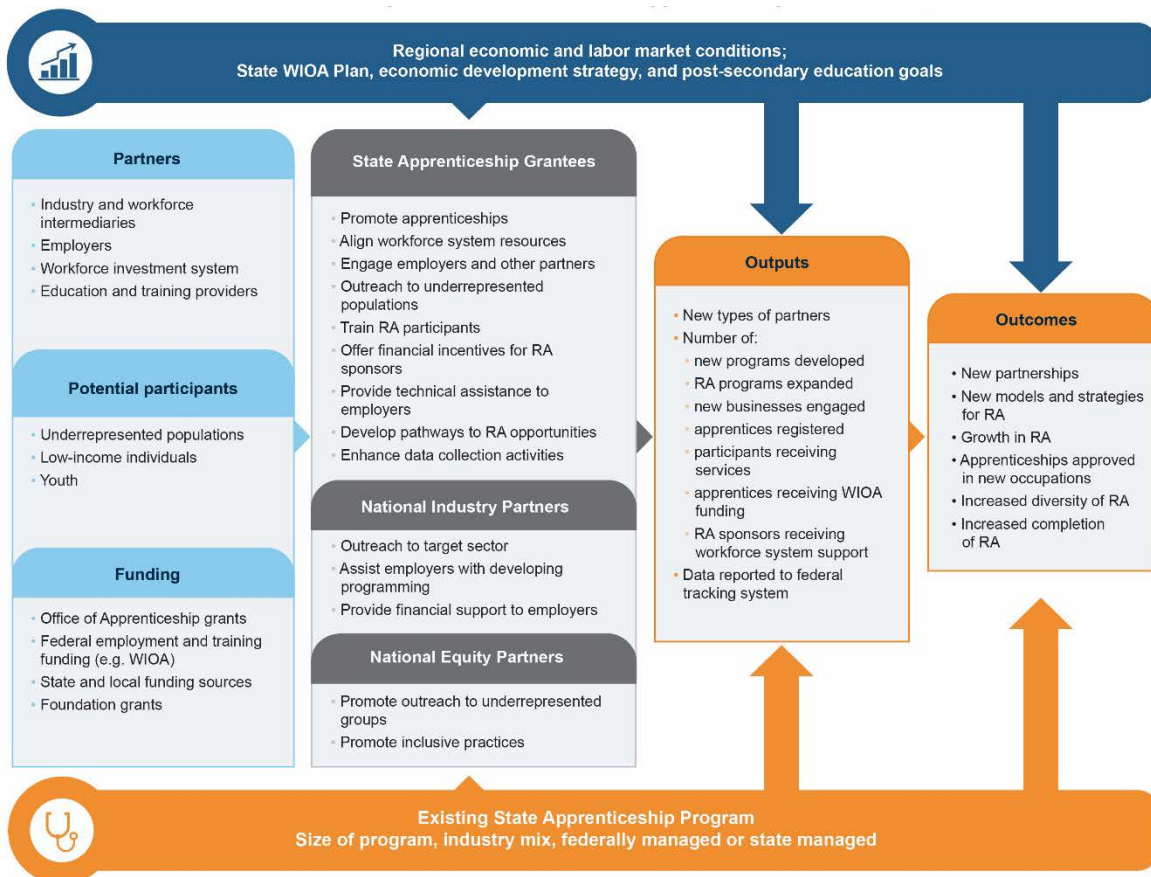 Regional economic and labor market conditions;
State WIOA Plan, economic development strategy, and post-secondary education goals
Partners
Industry and workforce
intermediaries
Employers
Workforce investment system
Education and training providers
Potential participants
Underrepresented populations
Low-income individuals
Youth
Funding
Office of Apprenticeship grants
Federal employment and training
funding (e.g. WIOA)
State and local funding sources
Foundation grants
State Apprenticeship Grantees
Promote apprenticeships
Align workforce system resources
Engage employers and other partners
Outreach to underrepresented
populations
Train RA participants
Offer financial incentives for RA
sponsors
Provide technical assistance to
employers
Develop pathways to RA opportunities
Enhance data collection activities
National Industry Partners
Outreach to target sector
Assist employers with developing
programming
Provide financial support to employers
National Equity Partners
Promote outreach to underrepresented
groups
Promote inclusive practices
Outputs
New types of partners
Number of:
new programs developed
RA programs expanded
new businesses engaged
apprentices registered
participants receiving
services
apprentices receiving WIOA
funding
RA sponsors receiving
workforce system support
Data reported to federal
tracking system
Outcomes
New partnerships
New models and strategies
for RA
Growth in RA
Apprenticeships approved
in new occupations
Increased diversity of RA
Increased completion
of RA
Existing State Apprenticeship Program
Size of program, industry mix, federally managed or state managed